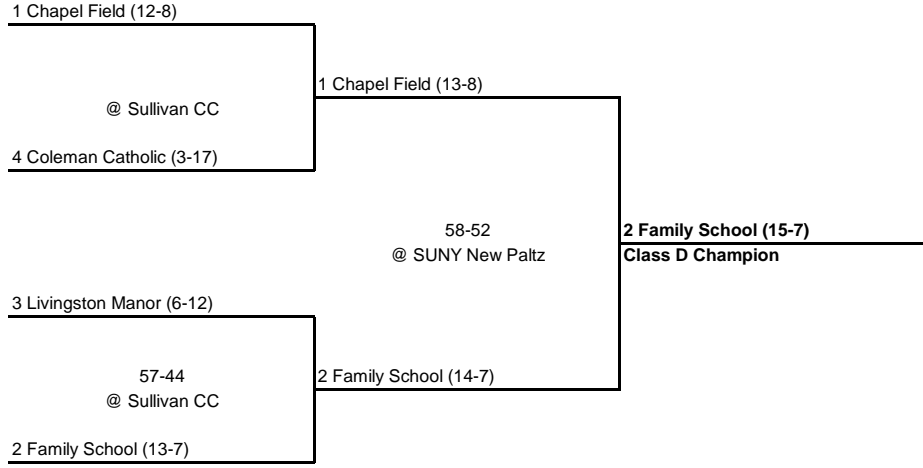 1 Chapel Field (12-8)
1 Chapel Field (13-8)
@ Sullivan CC
4 Coleman Catholic (3-17)
58-52
@ SUNY New Paltz
2 Family School (15-7)
Class D Champion
3 Livingston Manor (6-12)
57-44
@ Sullivan CC
2 Family School (14-7)
2 Family School (13-7)